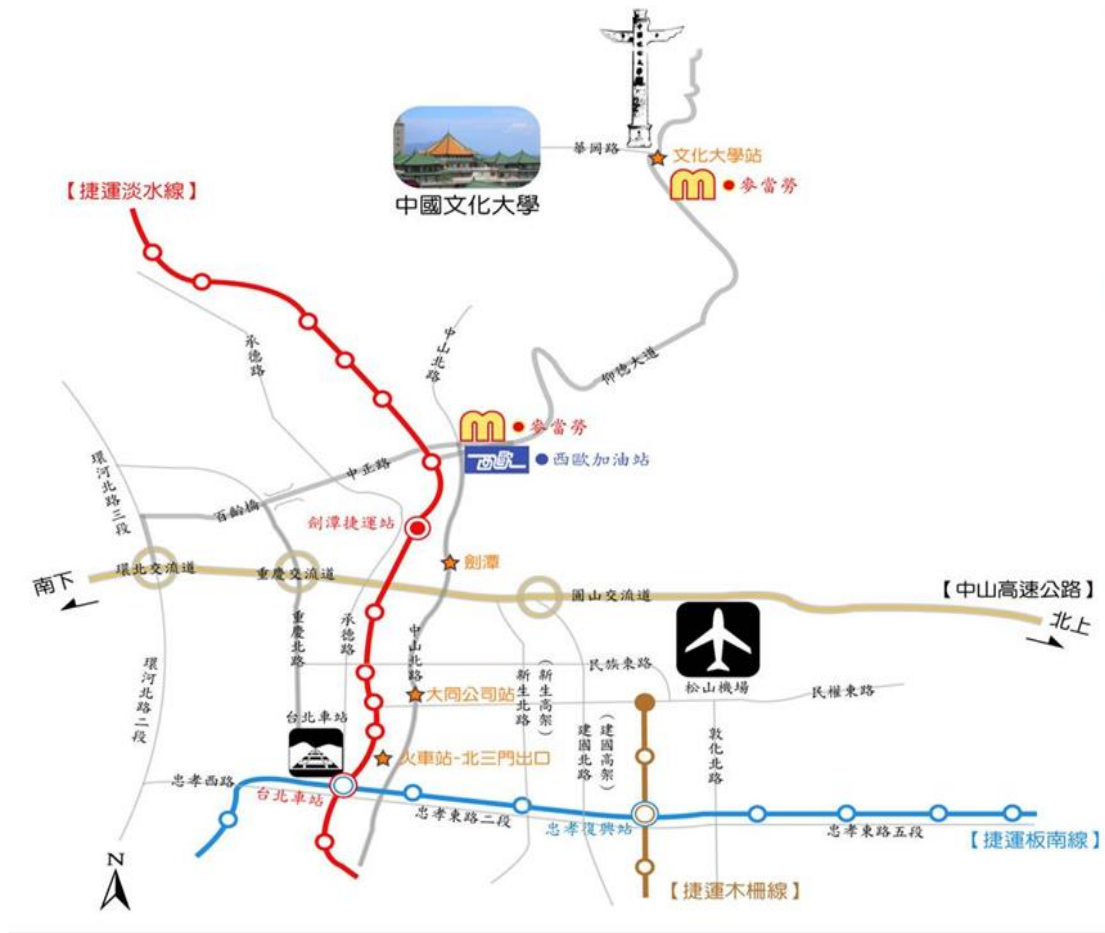 華岡路
文化大學站
麥當勞
中國文化大學
【捷運淡水線】
承德路
中山北路
仰德大道
麥當勞
西歐
西歐加油站
中正路
環河北路三段
百齡橋
劍潭捷運站
劍潭
環北交流道
重慶交流道
圓山交流道
南下
【中山高速公路】
北上
重慶北路
承德路
中山北路
民族東路
松山機場
民權東路
環河北路二段
大同公司站
新生北路
(新生高架)
建國北路
(建國高架)
敦化北路
台北車站
火車站-北三門出口
忠孝西路
台北車站
忠孝東路二段
忠孝復興站
忠孝東路五段
【捷運板南線】
【捷運木柵線】
N